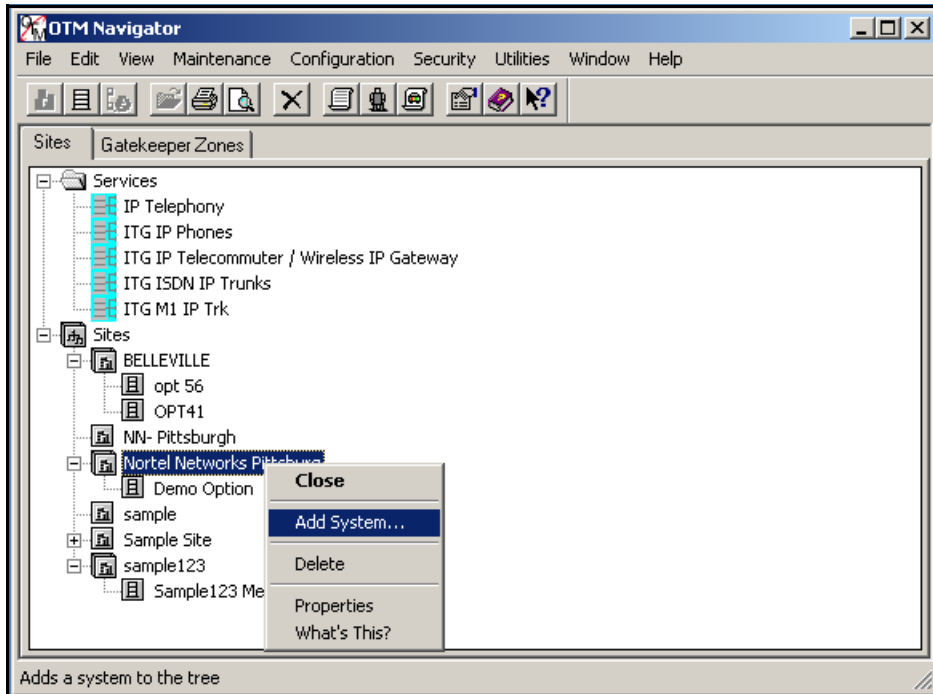 OTM Navigator
File Edit View Maintenance Configuration Security Utilities Window Help
Sites Gatekeeper Zones
Services
IP Telephony
ITG IP Phones
ITG IP Telecommuter / Wireless IP Gateway
ITG ISDN IP Trunks
ITG M1 IP Trk
Sites
BELLEVILLE
opt 56
OPT41
NN- Pittsburgh
Nortel Networks
Demo Option
sample
Sample Site
sample123
Sample123 Me
Close
Add System...
Delete
Properties
What's This?
Adds a system to the tree